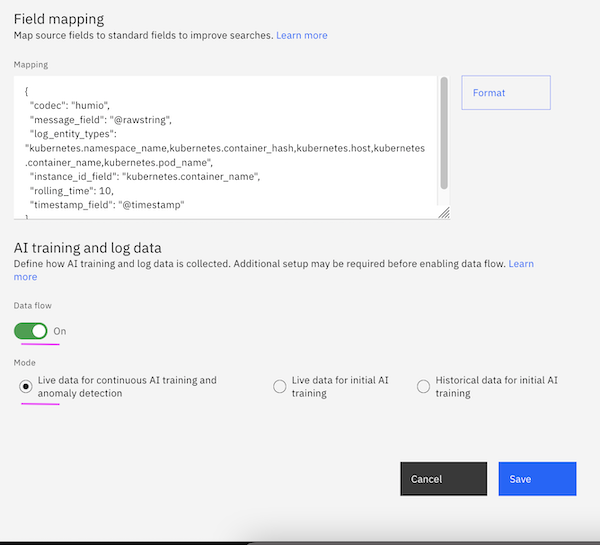 Field mapping
Map source fields to standard fields to improve searches. Learn more
Mapping
{
"codec": "humio",
"message_field": "@rawstring",
"log_entity_types":
"kubernetes.namespace_name,kubernetes.container_hash,kubernetes.host,kubernetes
.container_name,kubernetes.pod_name",
"instance_id_field": "kubernetes.container_name",
"rolling_time": 10,
"timestamp_field": "@timestamp"
}
Format
AI training and log data
Define how AI training and log data is collected. Additional setup may be required before enabling data flow. Learn
more
Data flow
On
Mode
Live data for continuous AI training and
anomaly detection
Live data for initial AI
training
Historical data for initial AI
training
Cancel
Save